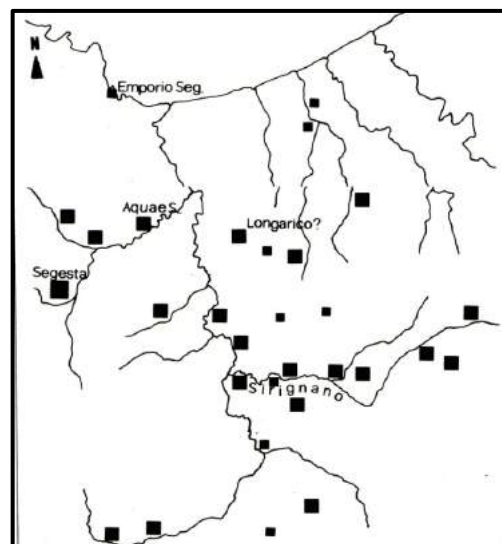 N
Emporio Seg.
Aquae S.
Longarico?
Segesta
Sirignano